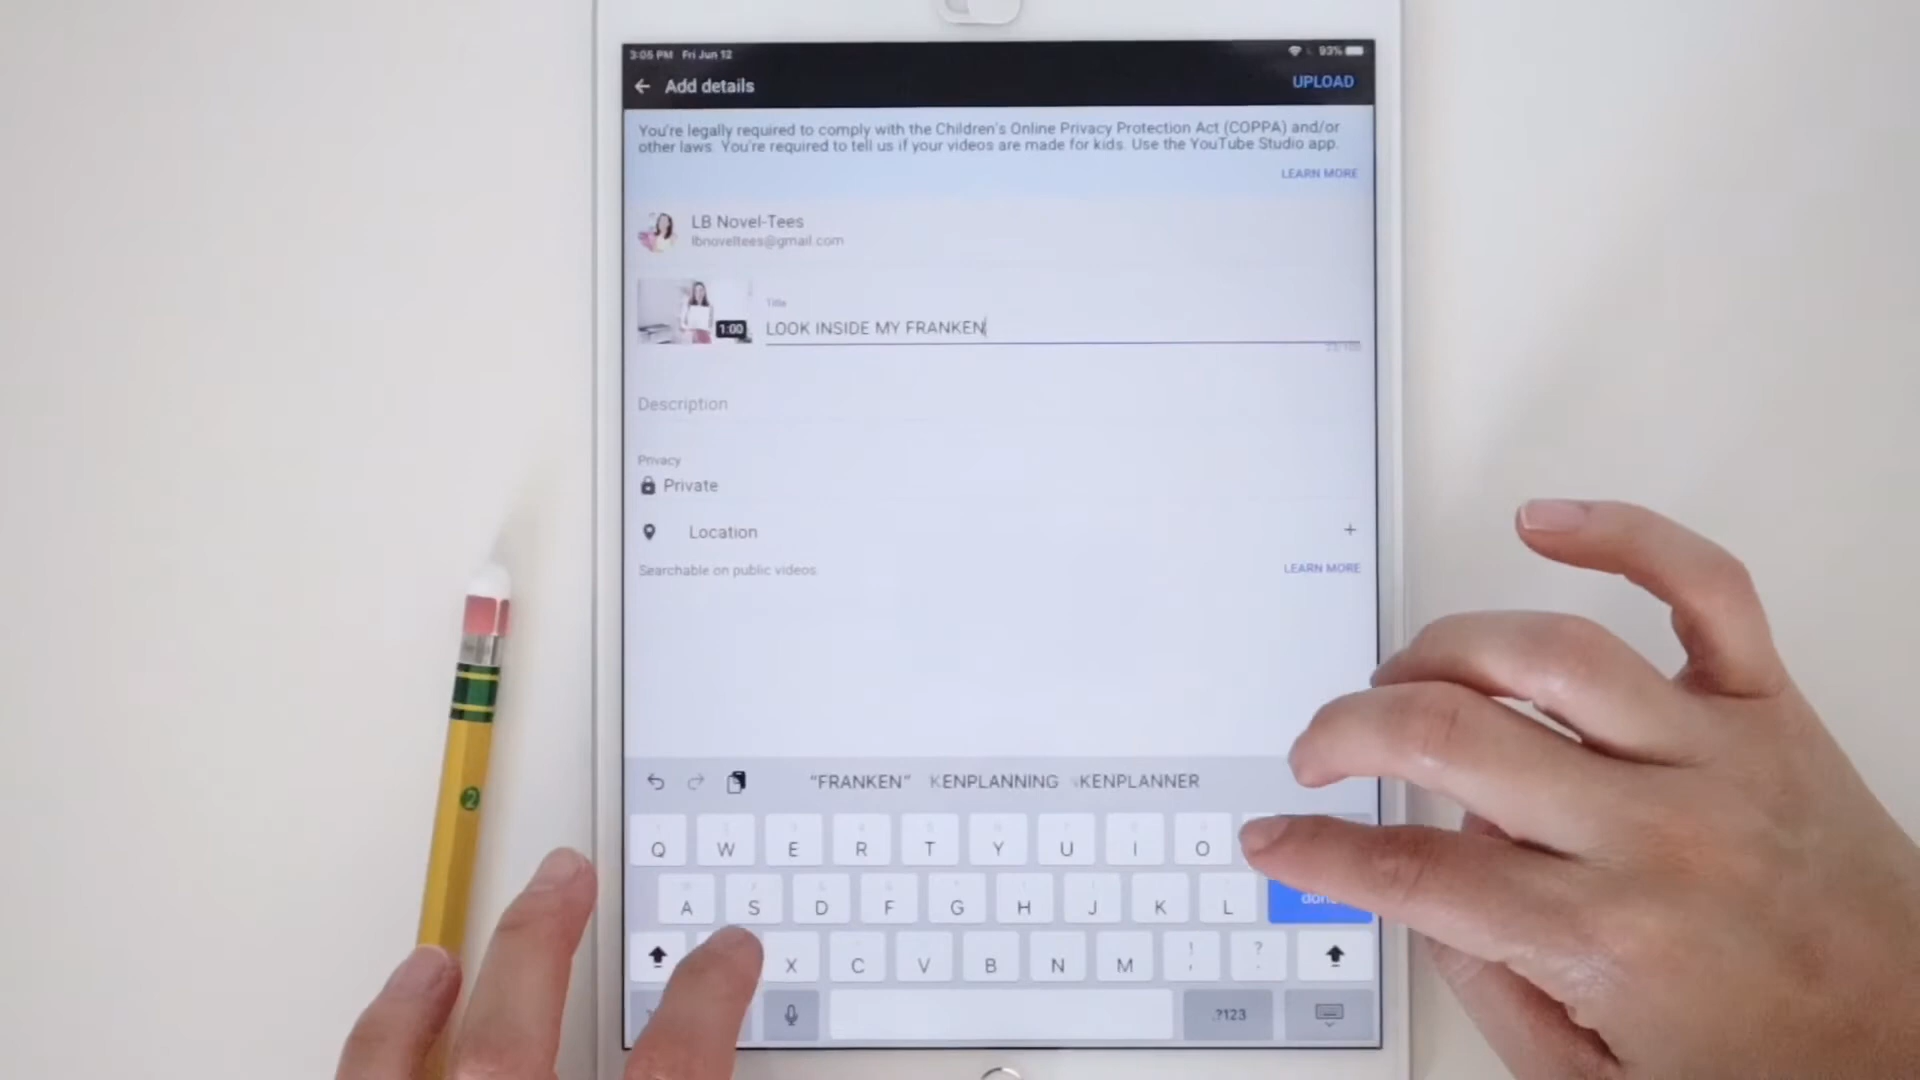 3:05 PM Fri Jun 12
93%
Add details
UPLOAD
You're legally required to comply with the Children's Online Privacy Protection Act (COPPA) and/or
other laws. You're required to tell us if your videos are made for kids. Use the YouTube Studio app.
LEARN MORE
LB Novel-Tees
lbnoveltees@gmail.com
Title
1:00
LOOK INSIDE MY FRANKEN
Description
Privacy
Private
Location
+
Searchable on public videos.
LEARN MORE
"FRANKEN" KENPLANNING KENPLANNER
Q W E R T Y U I O
A S D F G H J K L
X C V B N M ! , ? .
.?123
2